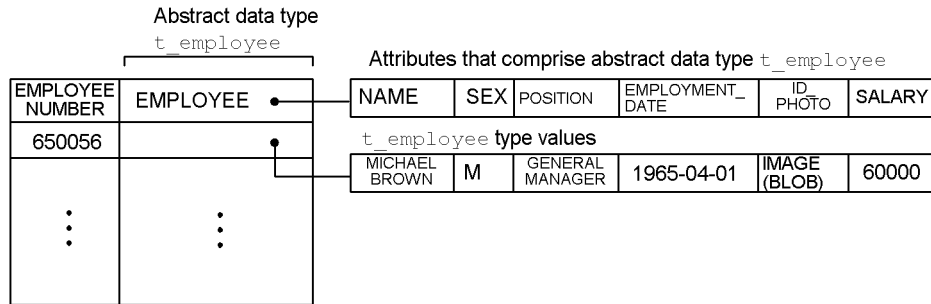 Abstract data type
t_employee
Attributes that comprise abstract data type t_employee
EMPLOYEE
NUMBER
EMPLOYEE
NAME
SEX
POSITION
EMPLOYMENT_
DATE
ID_
PHOTO
SALARY
t_employee type values
650056
MICHAEL
BROWN
M
GENERAL
MANAGER
1965-04-01
IMAGE
(BLOB)
60000